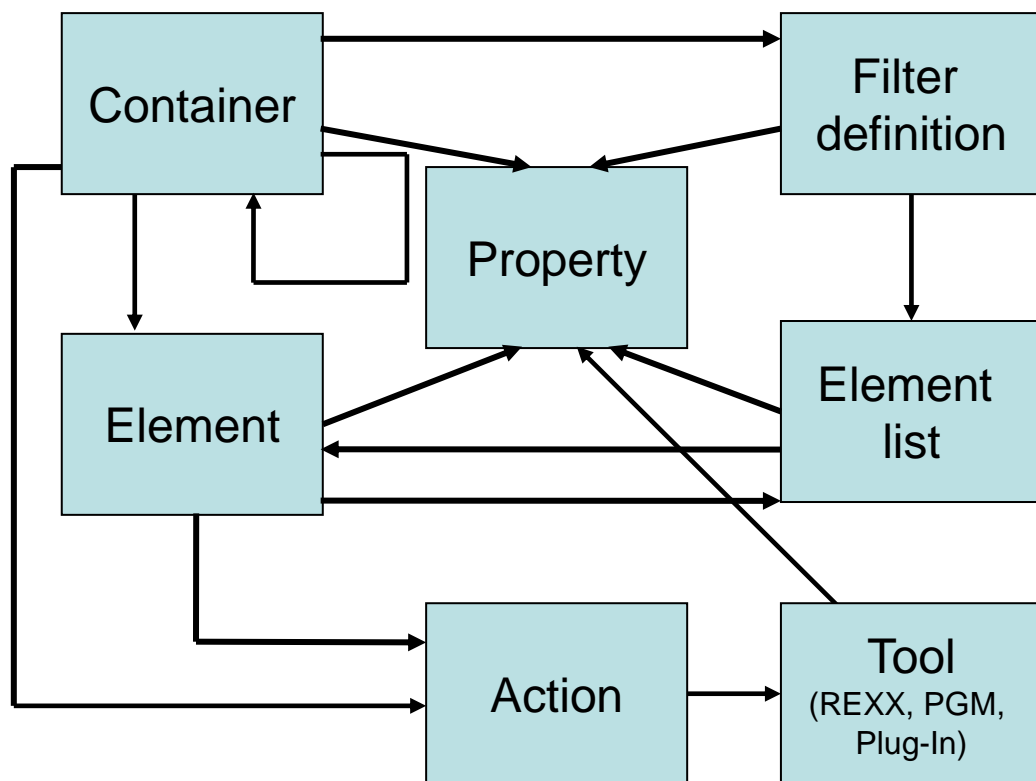 Container
Filter
definition
Property
Element
Element
list
Action
Tool
(REXX, PGM,
Plug-In)